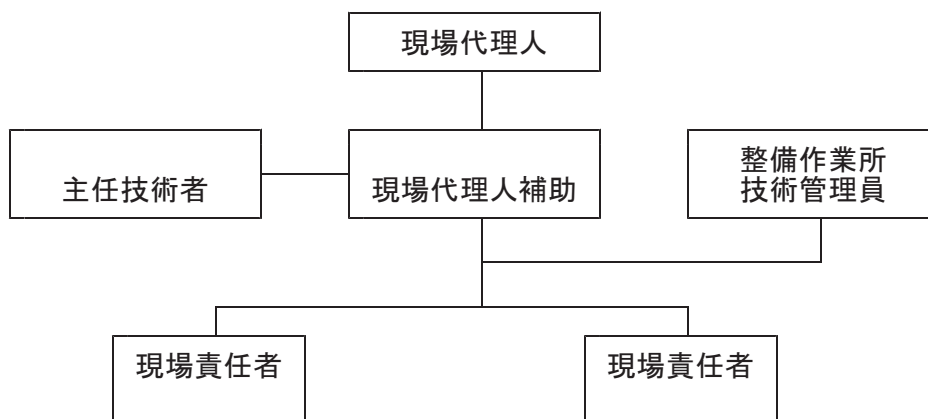 現場代理人
主任技術者
現場代理人補助
整備作業所
技術管理員
現場責任者
現場責任者